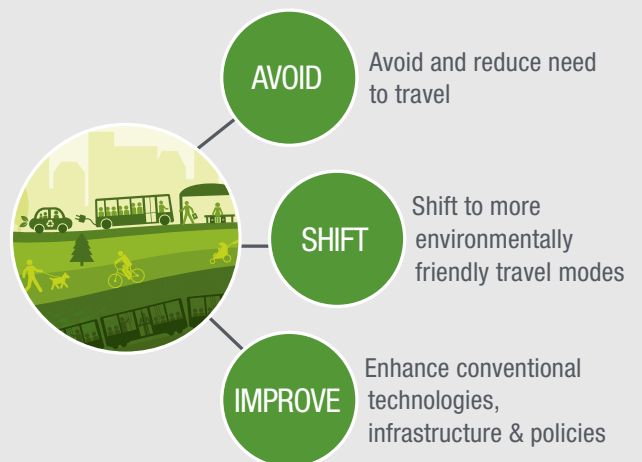 AVOID
Avoid and reduce need
to travel
SHIFT
Shift to more
environmentally
friendly travel modes
IMPROVE
Enhance conventional
technologies,
infrastructure & policies